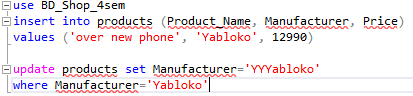 use BD_Shop_4sem
insert into products (Product_Name, Manufacturer, Price)
values ('over new phone', 'Yabloko', 12990)
update products set Manufacturer='YYYabloko'
where Manufacturer='Yabloko'